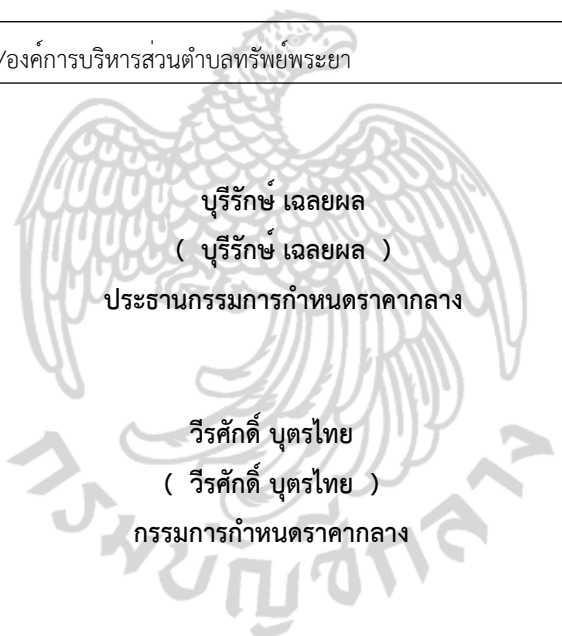 /องค์การบริหารส่วนตำบลทรัพย์พระยา
บุรีรักษ์ เฉลยผล
( บุรีรักษ์ เฉลยผล )
ประธานกรรมการกำหนดราคากลาง
วีรศักดิ์ บุตรไทย
( วีรศักดิ์ บุตรไทย )
กรรมการกำหนดราคากลาง
กรมบัญชีกลาง